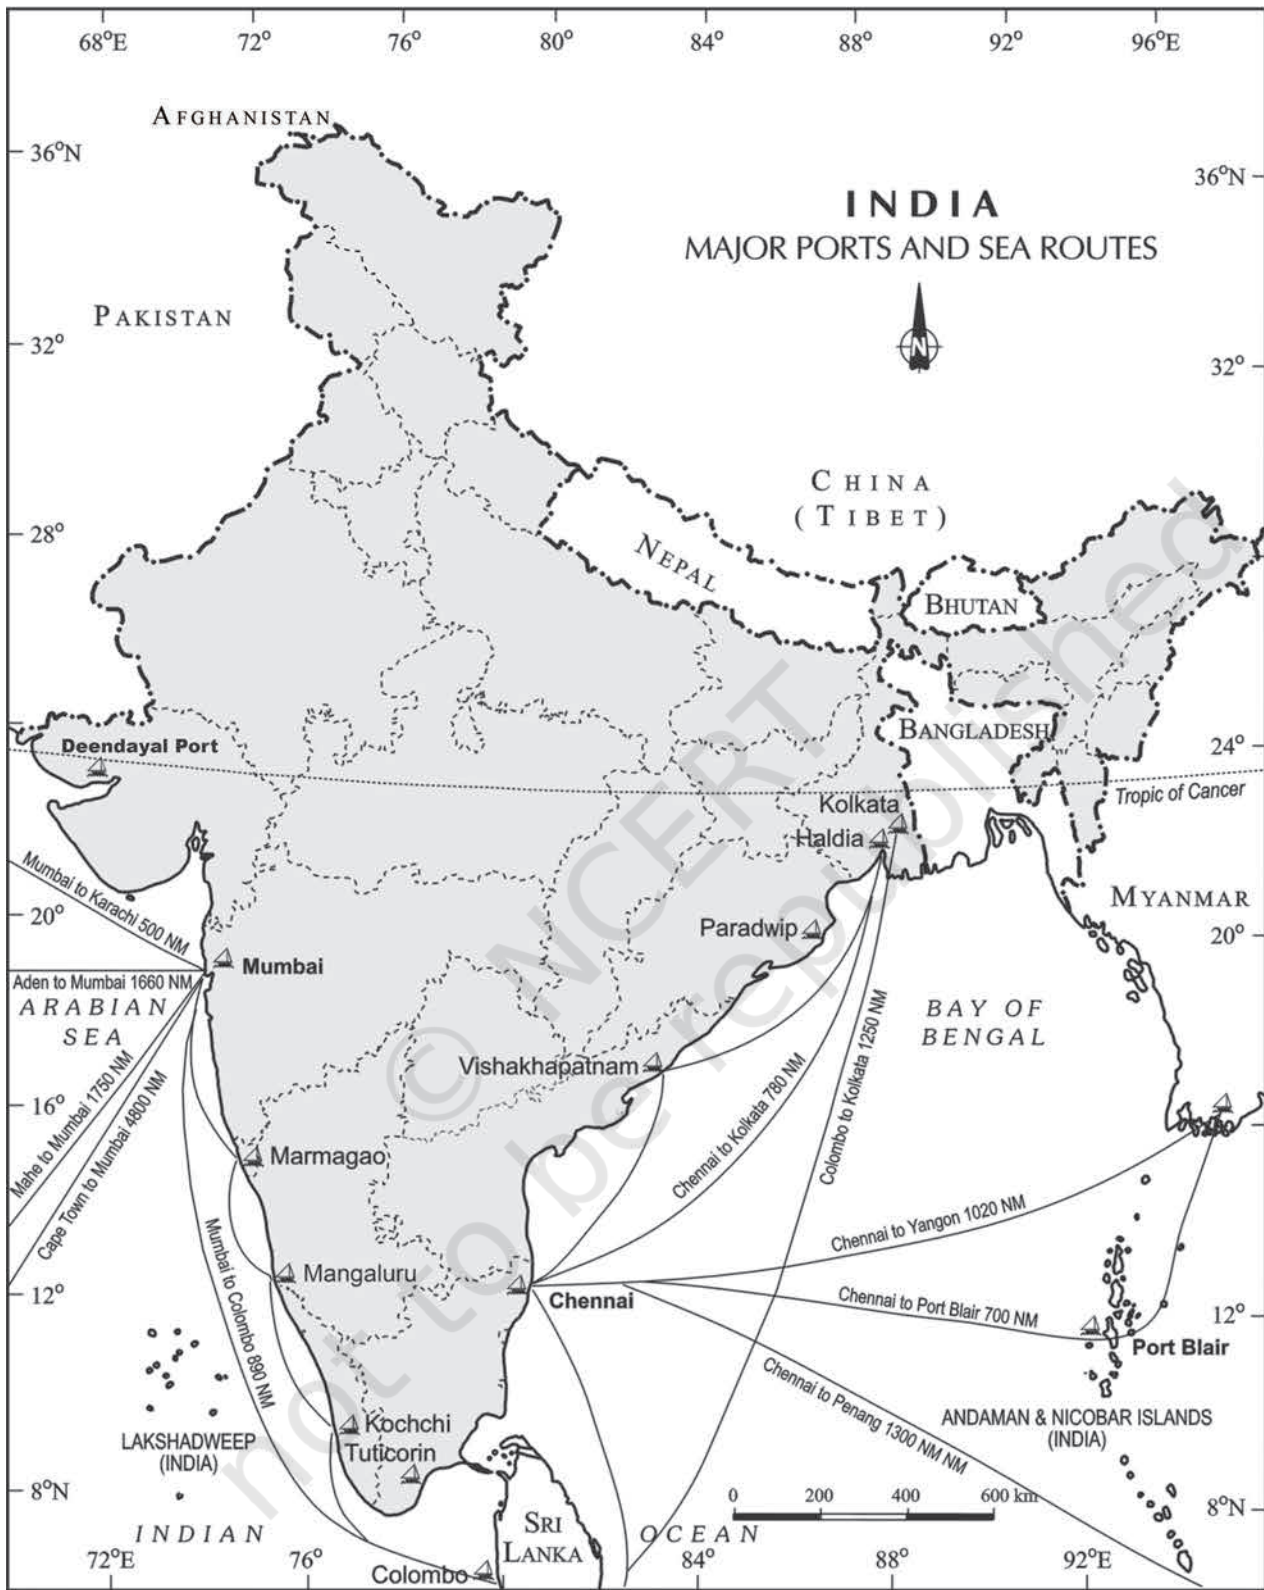 68°E 72° 76° 80° 84° 88° 92° 96°E
AFGHANISTAN
36°N
36°N
INDIA
MAJOR PORTS AND SEA ROUTES
PAKISTAN
N
32°
32°
CHINA
(TIBET)
28°
NEPAL
BHUTAN
BANGLADESH
Deendayal Port
24°
Tropic of Cancer
Kolkata
Haldia
Mumbai to Karachi 500 NM
MYANMAR
20°
20°
Paradwip
Mumbai
Aden to Mumbai 1660 NM
ARABIAN
SEA
BAY OF
BENGAL
Colombo to Kolkata 1250 NM
Vishakhapatnam
Mahe to Mumbai 1750 NM
Cape Town to Mumbai 4800 NM
16°
Chennai to Kolkata 780 NM
Marmagao
Mumbai to Colombo 890 NM
Chennai to Yangon 1020 NM
Mangaluru
12°
Chennai
Chennai to Port Blair 700 NM
12°
Port Blair
Chennai to Penang 1300 NM NM
Kochchi
Tuticorin
LAKSHADWEEP
(INDIA)
ANDAMAN & NICOBAR ISLANDS
(INDIA)
8°N
0 200 400 600 km
8°N
INDIAN
SRI
LANKA
OCEAN
Colombo
72°E 76° 84° 88° 92°E
© NCERT
not to be republished